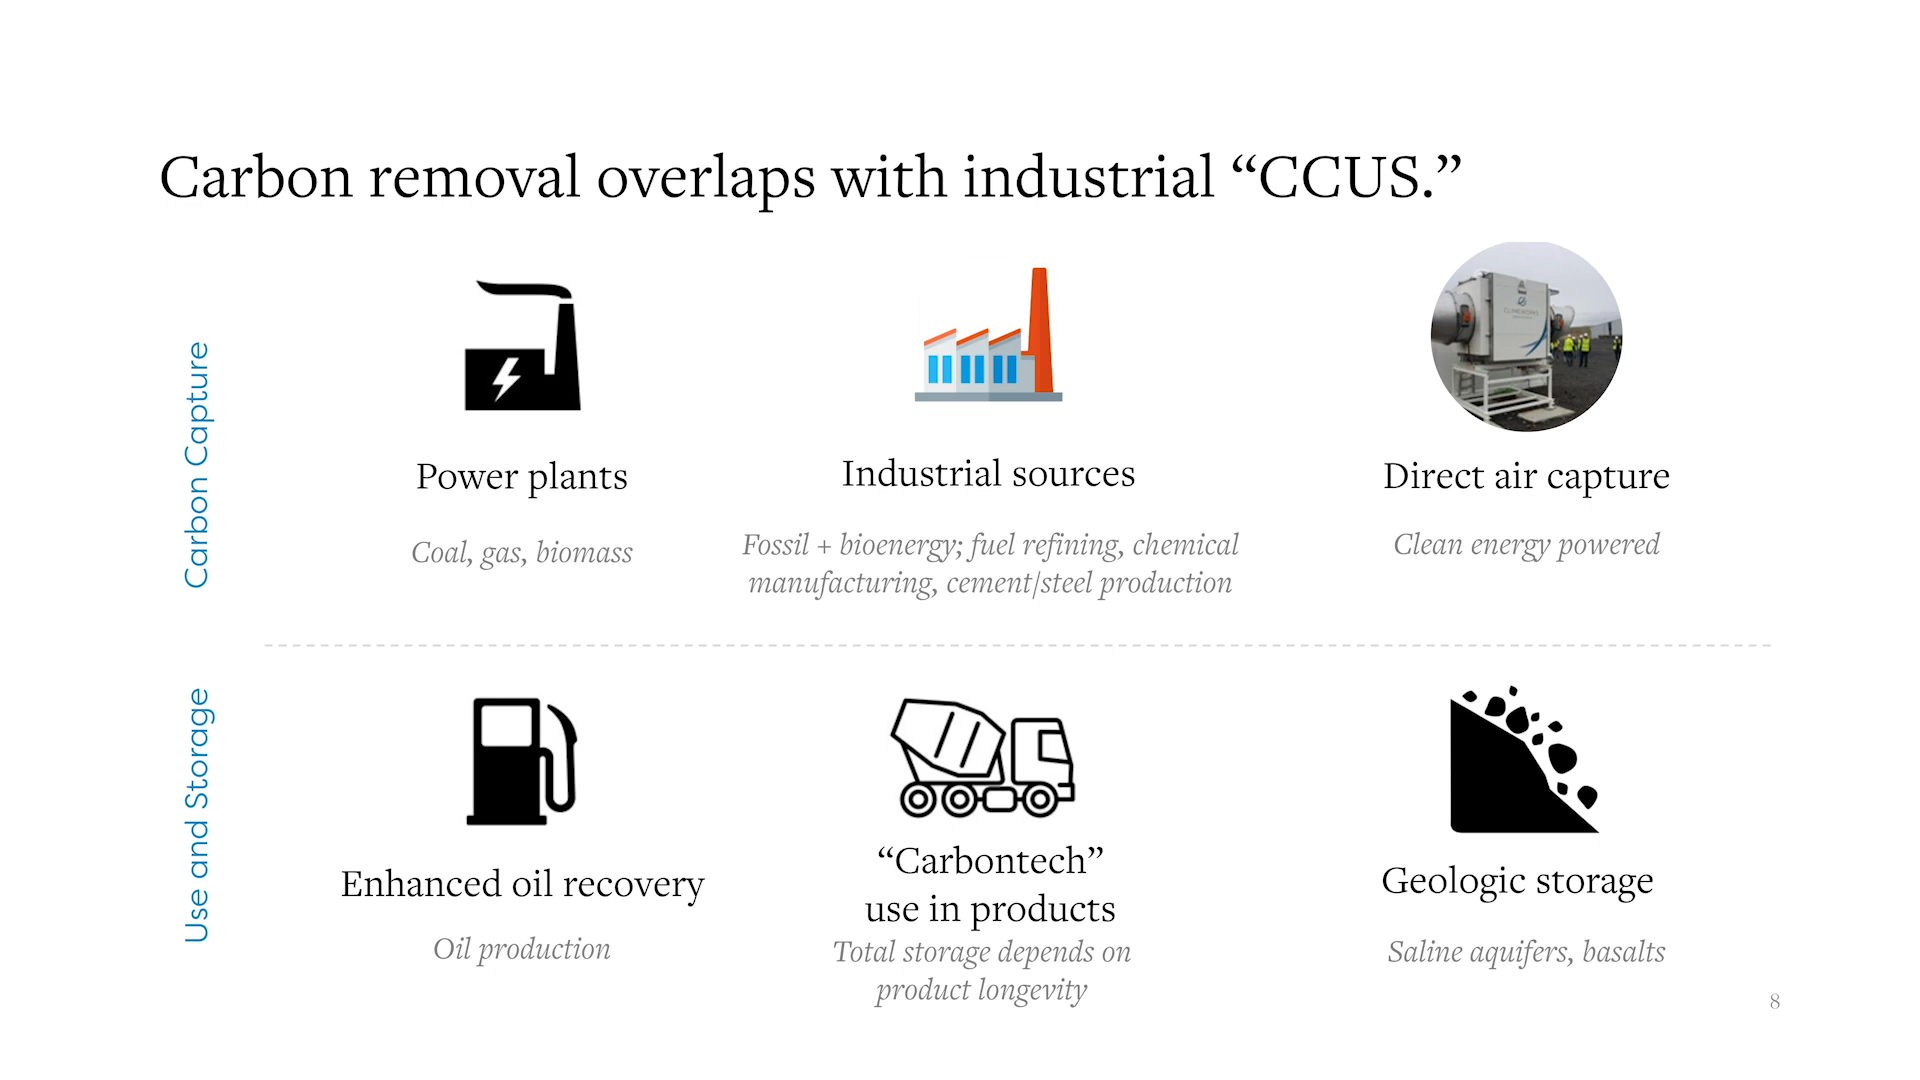 Carbon removal overlaps with industrial “CCUS.”
Carbon Capture
Power plants
Coal, gas, biomass
Industrial sources
Fossil + bioenergy; fuel refining, chemical
manufacturing, cement/steel production
CLIMEWORKS
Direct air capture
Clean energy powered
Use and Storage
Enhanced oil recovery
Oil production
“Carbontech”
use in products
Total storage depends on
product longevity
Geologic storage
Saline aquifers, basalts
8